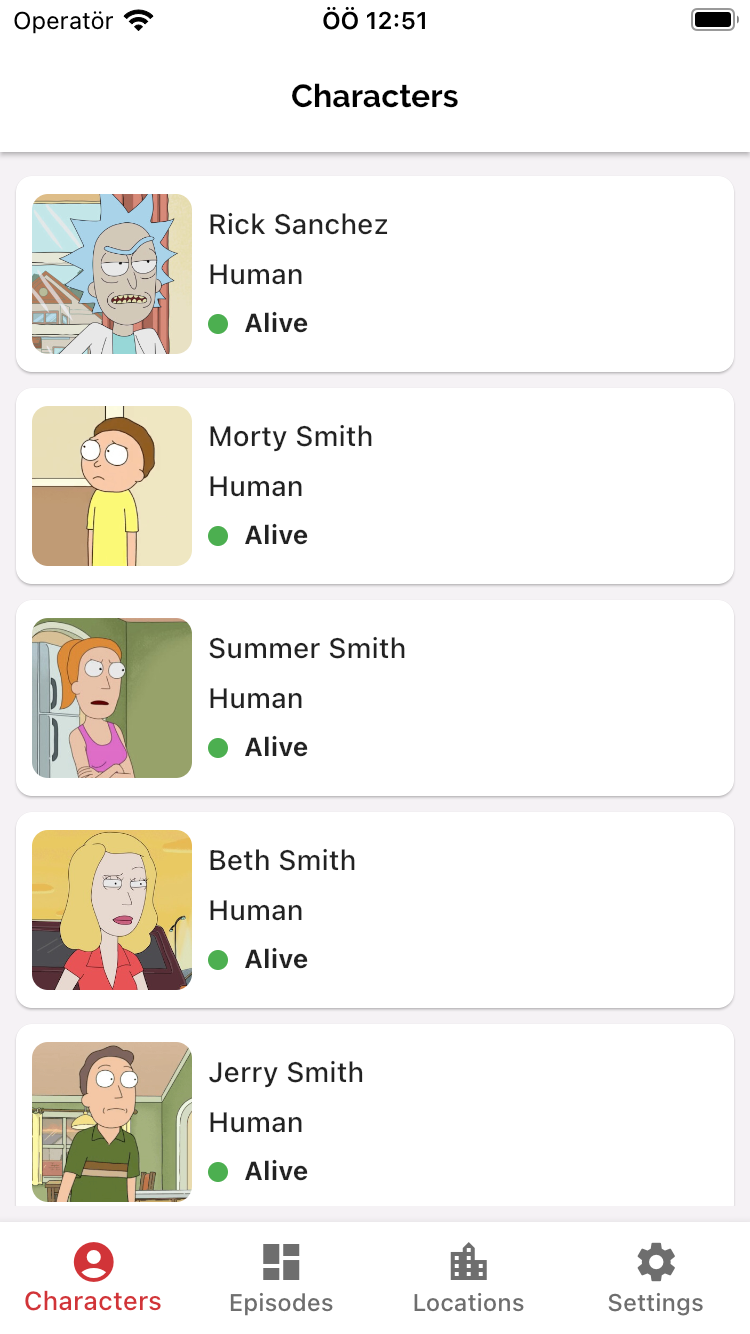 Operatör ÖÖ 12:51
Characters
Rick Sanchez
Human
Alive
Morty Smith
Human
Alive
Summer Smith
Human
Alive
Beth Smith
Human
Alive
Jerry Smith
Human
Alive
Characters Episodes Locations Settings